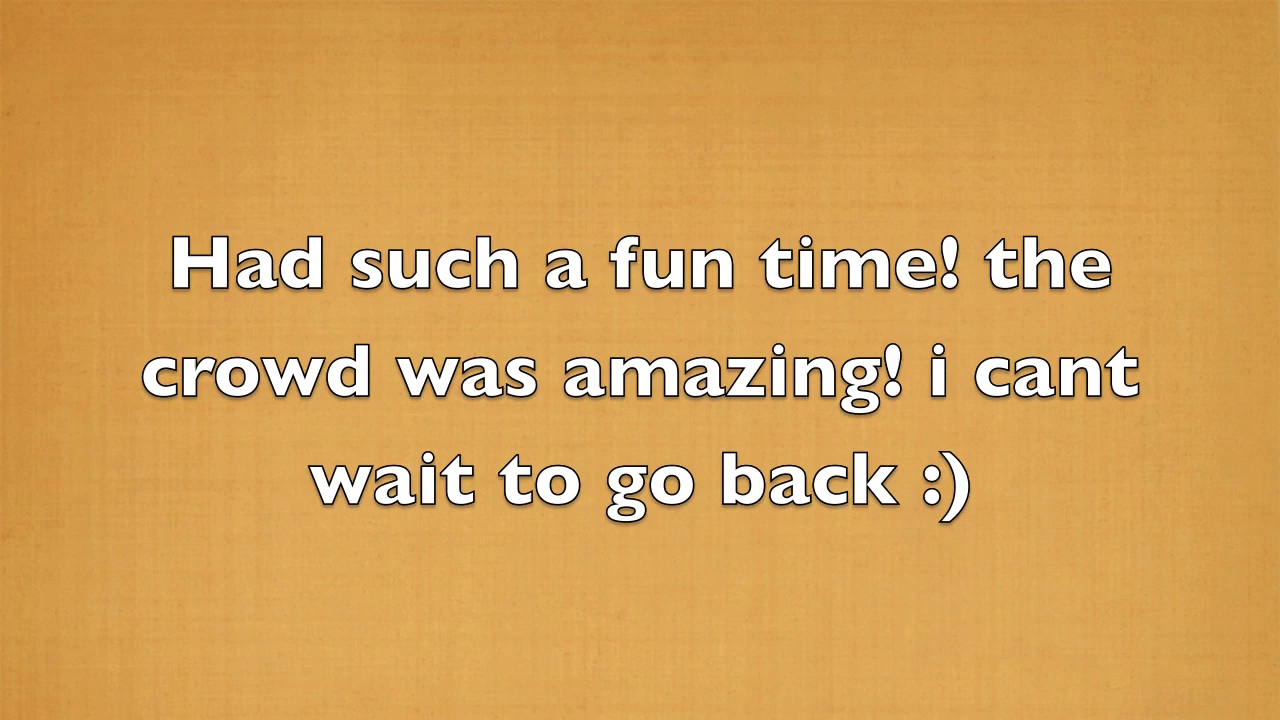 Had such a fun time! the
crowd was amazing! i cant
wait to go back :)